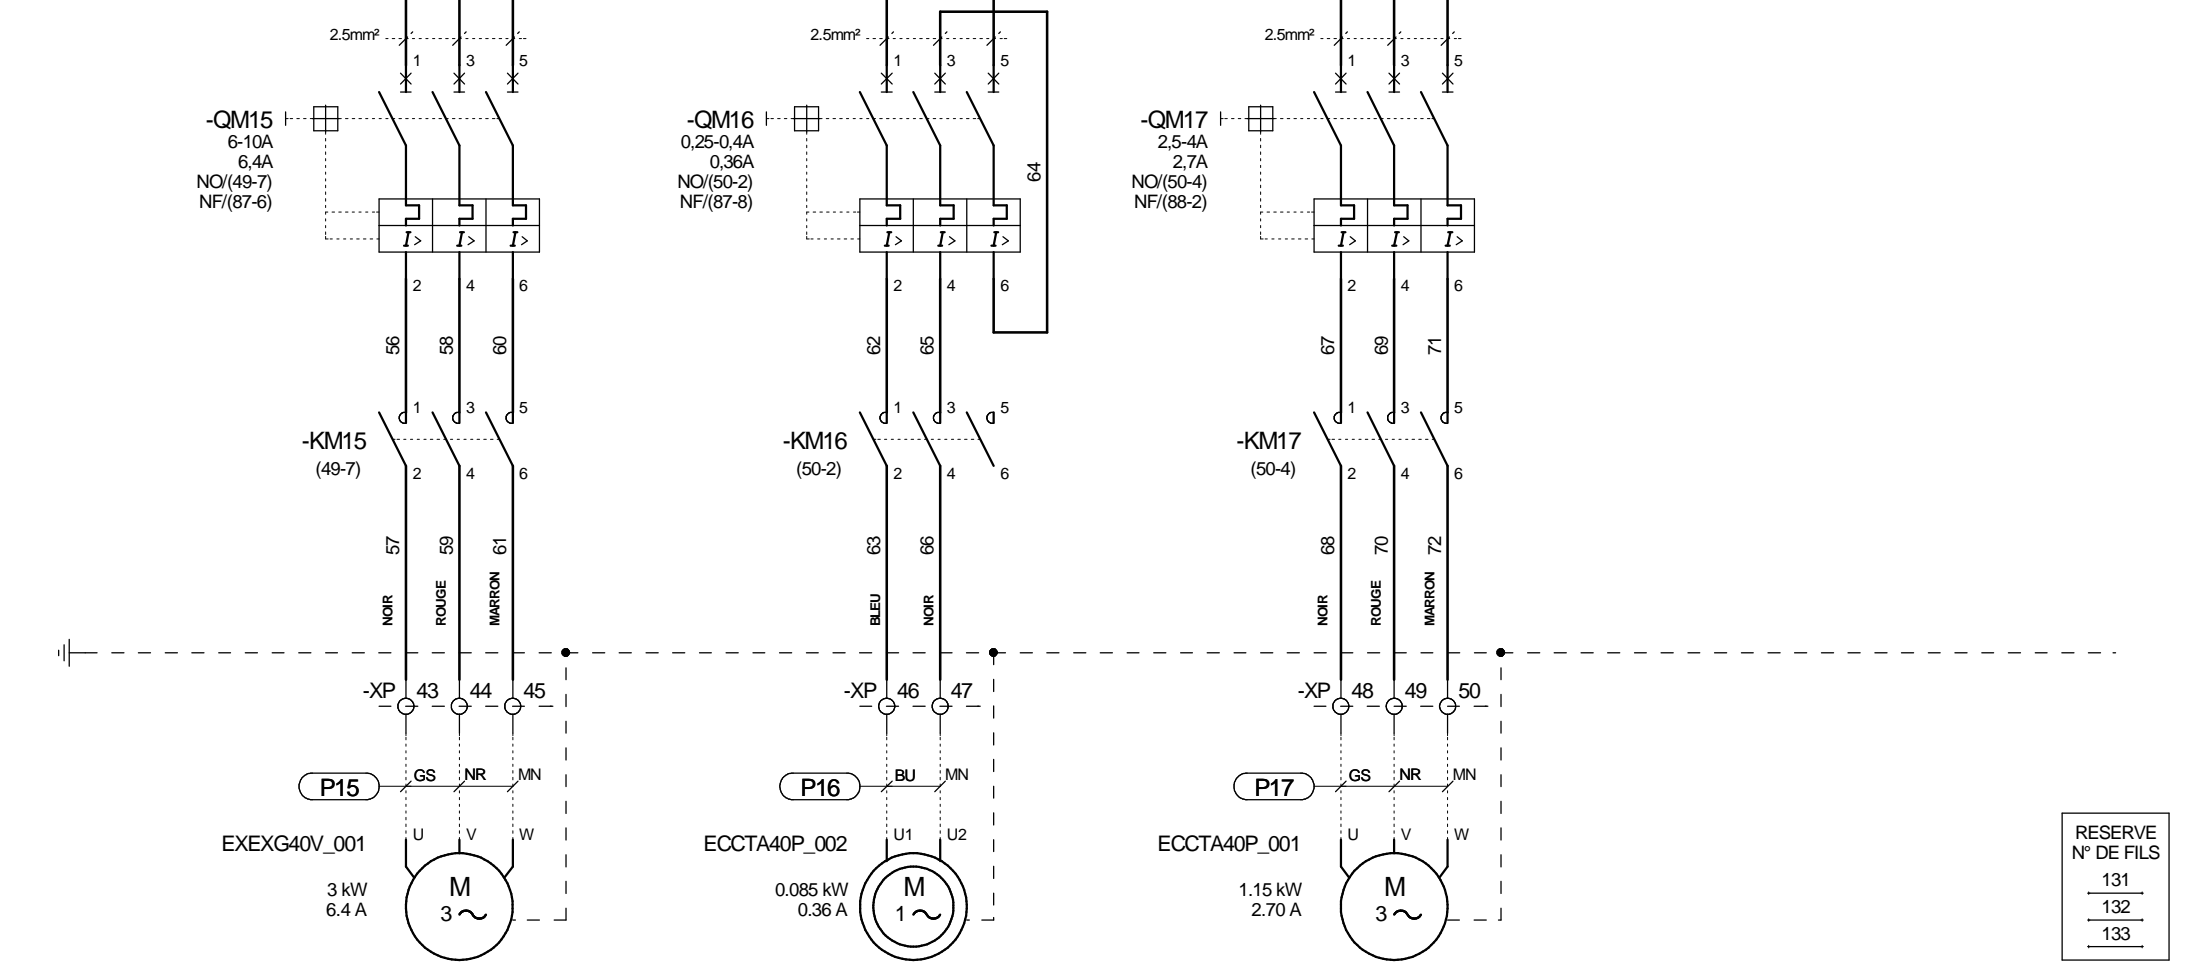 2.5mm²
1 3 5
-QM15
6-10A
6,4A
NO/(49-7)
NF/(87-6)
I> I> I>
2 4 6
56 58 60
1 3 5
-KM15
(49-7)
2 4 6
57 59 61
NOIR ROUGE MARRON
-XP 43 44 45
P15 GS NR MN
U V W
EXEXG40V_001
M
3
3 kW
6.4 A
2.5mm²
1 3 5
-QM16
0,25-0,4A
0,36A
NO/(50-2)
NF/(87-8)
64
I> I> I>
2 4 6
62 65
1 3 5
-KM16
(50-2)
2 4 6
63 66
BLEU NOIR
-XP 46 47
P16 BU MN
U1 U2
ECCTA40P_002
M
1
0.085 kW
0.36 A
2.5mm²
1 3 5
-QM17
2,5-4A
2,7A
NO/(50-4)
NF/(88-2)
I> I> I>
2 4 6
67 69 71
1 3 5
-KM17
(50-4)
2 4 6
68 70 72
NOIR ROUGE MARRON
-XP 48 49 50
P17 GS NR MN
U V W
ECCTA40P_001
M
3
1.15 kW
2.70 A
RESERVE
N° DE FILS
131
132
133